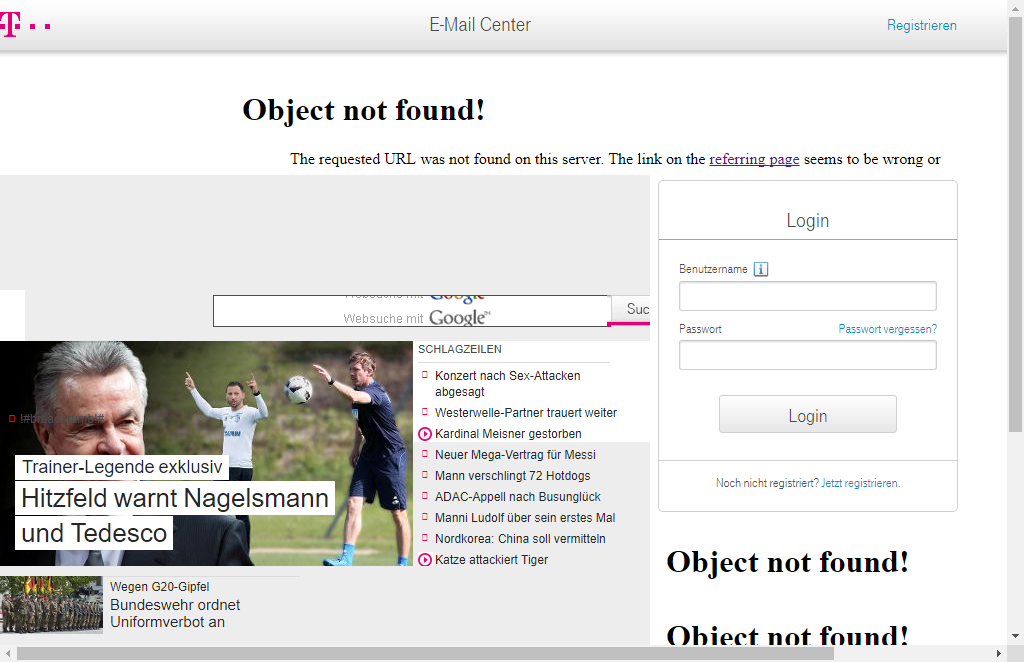 T
E-Mail Center
Registrieren
Object not found!
The requested URL was not found on this server. The link on the referring page seems to be wrong or
Websuche mit Google
Websuche mit Google™
Suc
SCHLAGZEILEN
Konzert nach Sex-Attacken
abgesagt
Westerwelle-Partner trauert weiter
Kardinal Meisner gestorben
Neuer Mega-Vertrag für Messi
Mann verschlingt 72 Hotdogs
ADAC-Appell nach Busunglück
Manni Ludolf über sein erstes Mal
Nordkorea: China soll vermitteln
Katze attackiert Tiger
Trainer-Legende exklusiv
Hitzfeld warnt Nagelsmann
und Tedesco
Wegen G20-Gipfel
Bundeswehr ordnet
Uniformverbot an
Login
Benutzername
Passwort
Passwort vergessen?
Login
Noch nicht registriert? Jetzt registrieren.
Object not found!
Object not found!